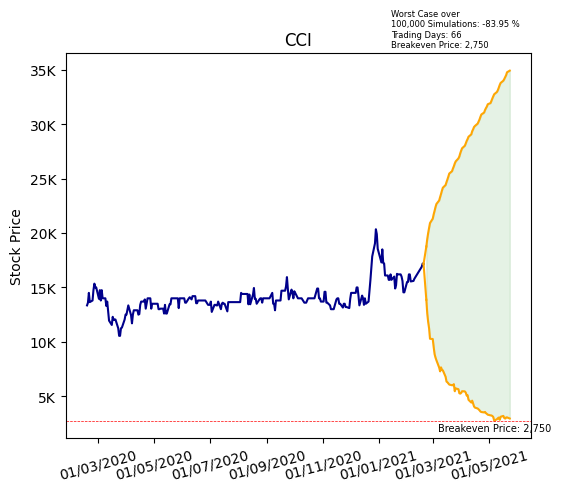 Worst Case over
100,000 Simulations: -83.95 %
Trading Days: 66
Breakeven Price: 2,750
CCI
Stock Price
35K
30K
25K
20K
15K
10K
5K
Breakeven Price: 2,750
01/03/2020
01/05/2020
01/07/2020
01/09/2020
01/11/2020
01/01/2021
01/03/2021
01/05/2021